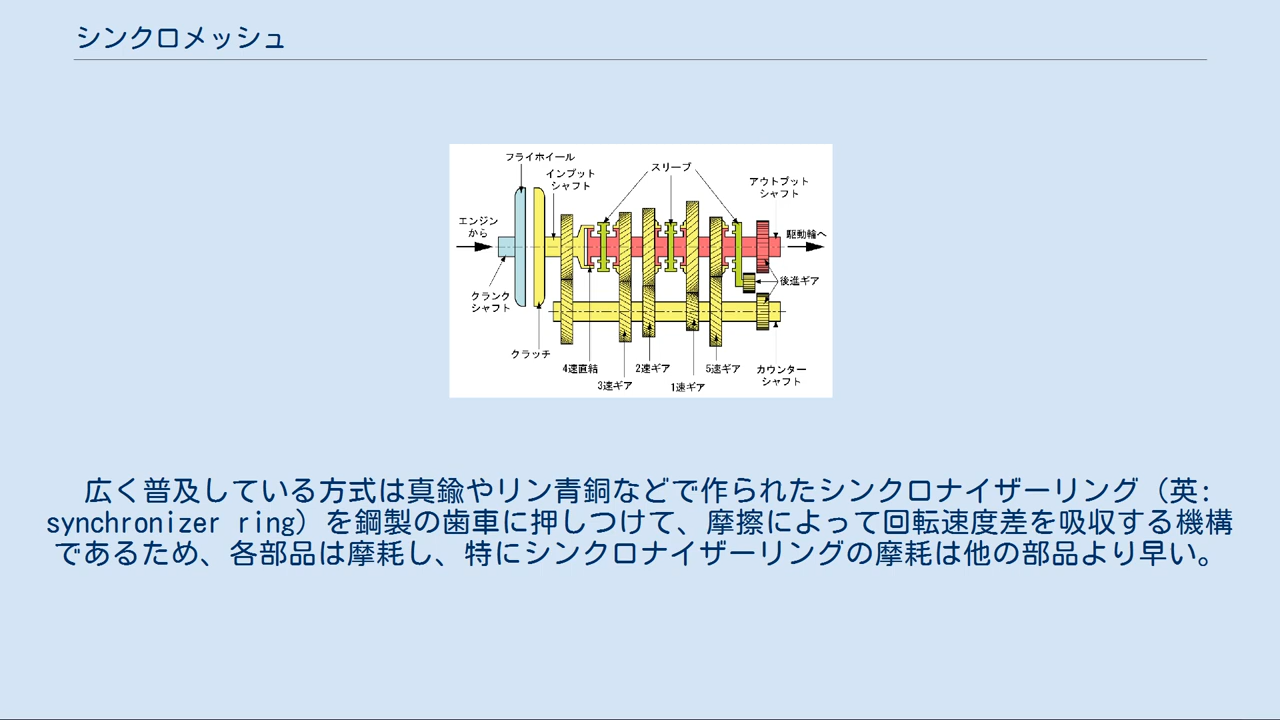 シンクロメッシュ
フライホイール
インプット
シャフト
スリーブ
アウトプット
シャフト
エンジン
から
駆動輪へ
後進ギア
クランク
シャフト
クラッチ
4速直結
3速ギア
2速ギア
1速ギア
5速ギア
カウンター
シャフト
広く普及している方式は真鍮やリン青銅などで作られたシンクロナイザーリング（英:
synchronizer ring）を鋼製の歯車に押しつけて、摩擦によって回転速度差を吸収する機構
であるため、各部品は摩耗し、特にシンクロナイザーリングの摩耗は他の部品より早い。